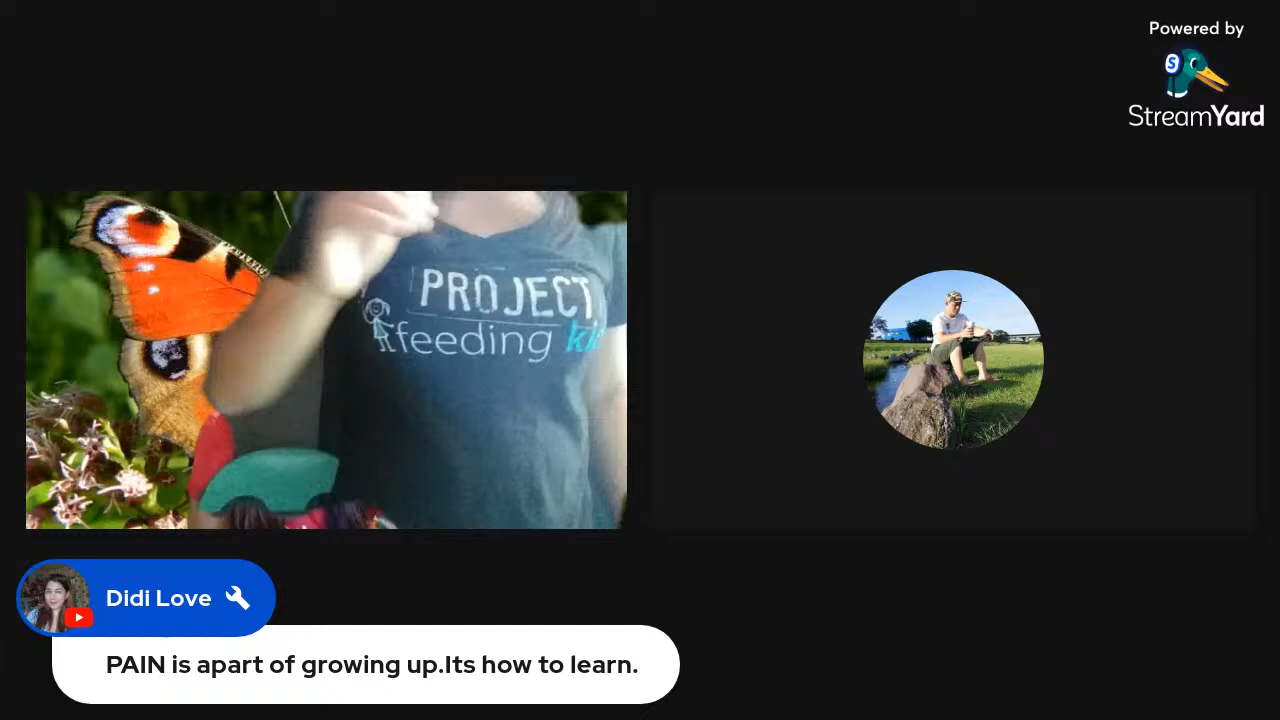 Powered by
S
StreamYard
PROJECT
feeding
Didi Love
PAIN is apart of growing up.Its how to learn.